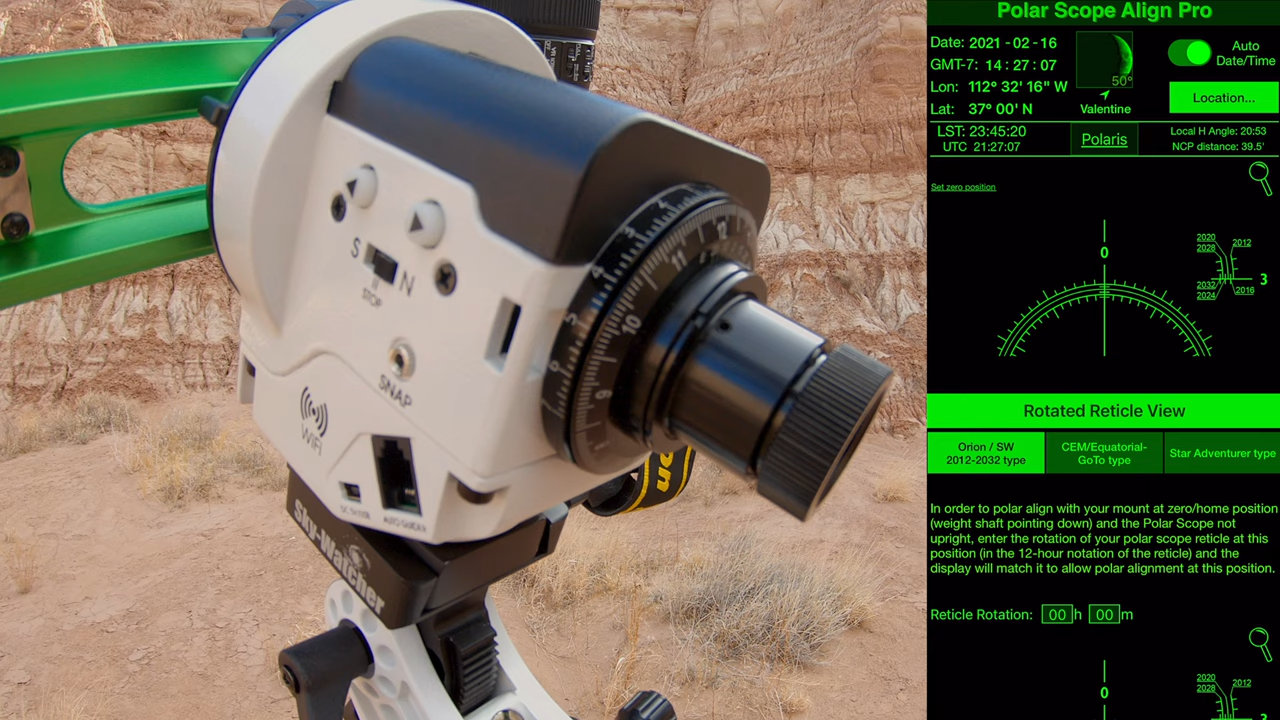 S
N
STOP
SNAP
WIFI
AUTO GUIDER
Sky-Watcher
4
3
2
12
11
10
9
5
6
Polar Scope Align Pro
Date: 2021 - 02 - 16
GMT-7: 14 : 27 : 07
Lon: 112° 32' 16" W
Lat: 37° 00' N
50°
Valentine
Auto
Date/Time
Location...
LST: 23:45:20
UTC 21:27:07
Polaris
Local H Angle: 20:53
NCP distance: 39.5'
Set zero position
0
2020
2012
2028
3
2032
2016
2024
Rotated Reticle View
Orion / SW
2012-2032 type
CEM/Equatorial-
GoTo type
Star Adventurer type
In order to polar align with your mount at zero/home position
(weight shaft pointing down) and the Polar Scope not
upright, enter the rotation of your polar scope reticle at this
position (in the 12-hour notation of the reticle) and the
display will match it to allow polar alignment at this position.
Reticle Rotation: 00 h 00 m
0
2020
2012
2028
3